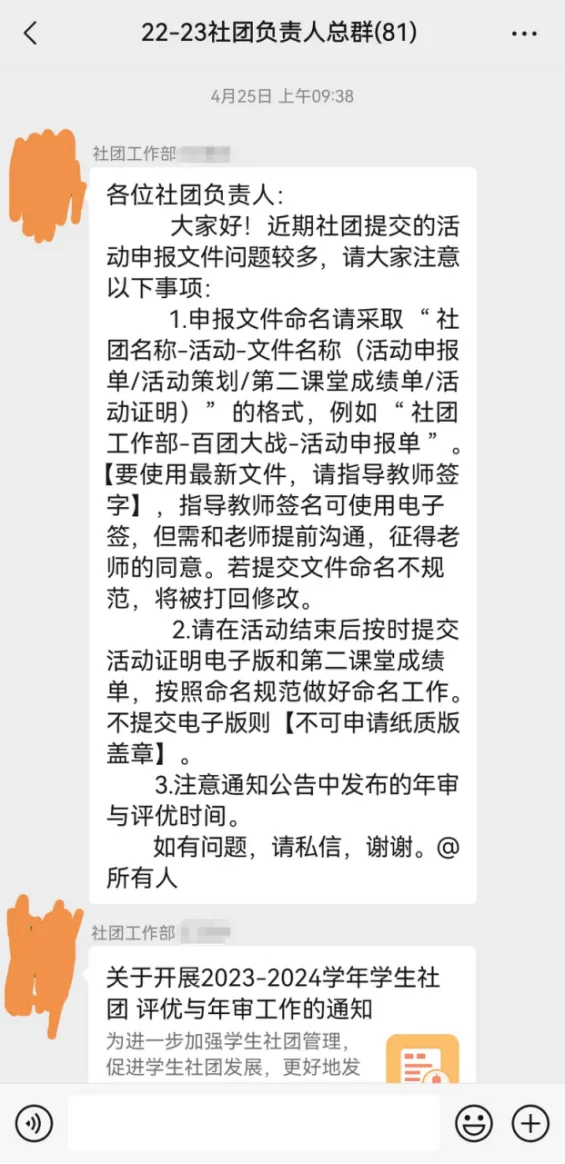 22-23社团负责人总群(81)
4月25日 上午09:38
社团工作部
各位社团负责人：
大家好！近期社团提交的活
动申报文件问题较多，请大家注意
以下事项：
1.申报文件命名请采取“社
团名称-活动-文件名称（活动申报
单/活动策划/第二课堂成绩单/活
动证明）”的格式，例如“社团
工作部-百团大战-活动申报单”。
【要使用最新文件，请指导教师签
字】，指导教师签名可使用电子
签，但需和老师提前沟通，征得老
师的同意。若提交文件命名不规
范，将被打回修改。
2.请在活动结束后按时提交
活动证明电子版和第二课堂成绩
单，按照命名规范做好命名工作。
不提交电子版则【不可申请纸质版
盖章】。
3.注意通知公告中发布的年审
与评优时间。
如有问题，请私信，谢谢。@
所有人
社团工作部
关于开展2023-2024学年学生社
团 评优与年审工作的通知
为进一步加强学生社团管理，
促进学生社团发展，更好地发